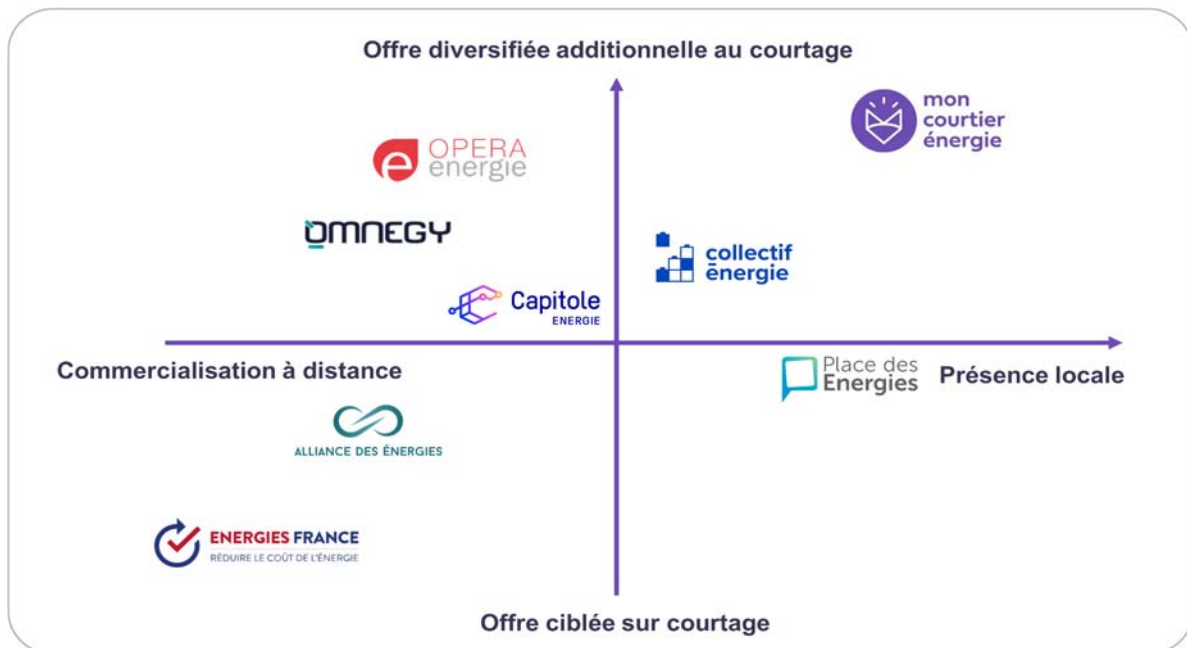 Offre diversifiée additionnelle au courtage
mon
courtier
énergie
OPERA
energie
OMNEGY
collectif
énergie
Capitole
ENERGIE
Commercialisation à distance
Place des
Energies
Présence locale
ALLIANCE DES ÉNERGIES
ENERGIES FRANCE
RÉDUIRE LE COÛT DE L'ÉNERGIE
Offre ciblée sur courtage